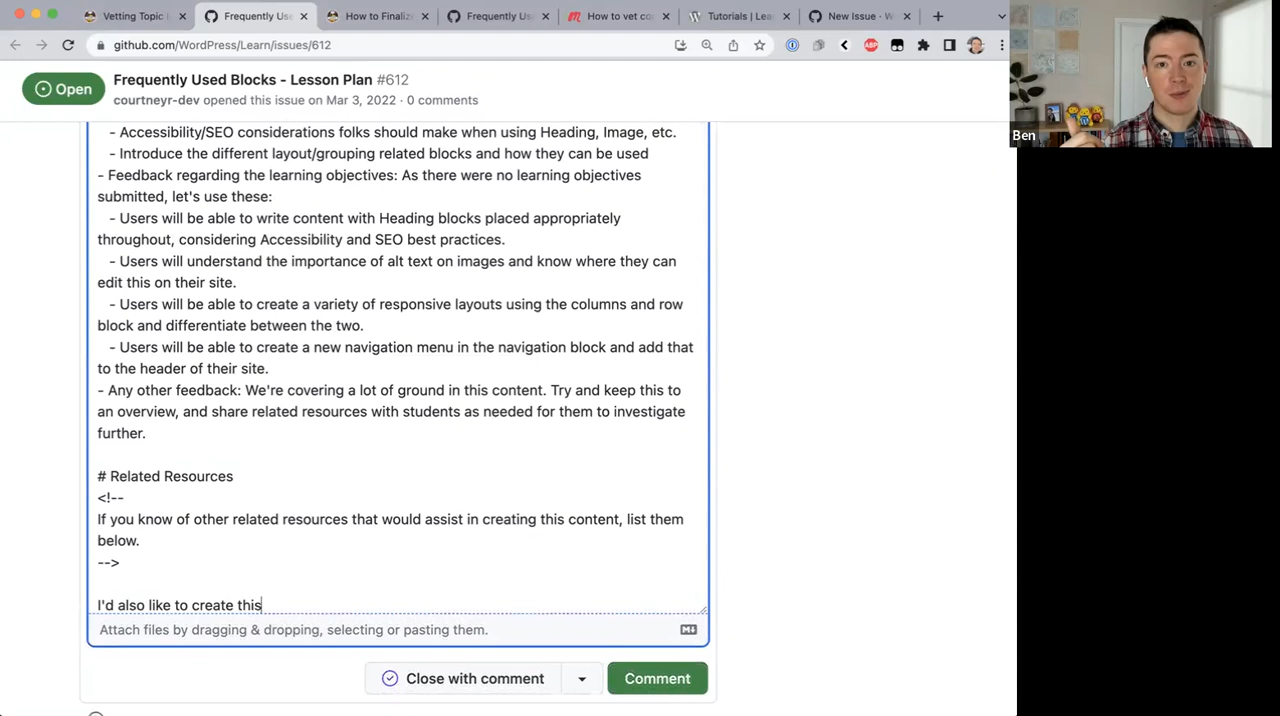 Vetting Topic I
Frequently Use
How to Finaliz
Frequently Us
How to vet co
Tutorials | Lea
New Issue · W
github.com/WordPress/Learn/issues/612
ABP
Open
Frequently Used Blocks - Lesson Plan #612
courtneyr-dev opened this issue on Mar 3, 2022 · 0 comments
Ben
- Accessibility/SEO considerations folks should make when using Heading, Image, etc.
- Introduce the different layout/grouping related blocks and how they can be used
- Feedback regarding the learning objectives: As there were no learning objectives
submitted, let's use these:
- Users will be able to write content with Heading blocks placed appropriately
throughout, considering Accessibility and SEO best practices.
- Users will understand the importance of alt text on images and know where they can
edit this on their site.
- Users will be able to create a variety of responsive layouts using the columns and row
block and differentiate between the two.
- Users will be able to create a new navigation menu in the navigation block and add that
to the header of their site.
- Any other feedback: We're covering a lot of ground in this content. Try and keep this to
an overview, and share related resources with students as needed for them to investigate
further.
# Related Resources
<!--
If you know of other related resources that would assist in creating this content, list them
below.
-->
I'd also like to create this
Attach files by dragging & dropping, selecting or pasting them.
Close with comment
Comment